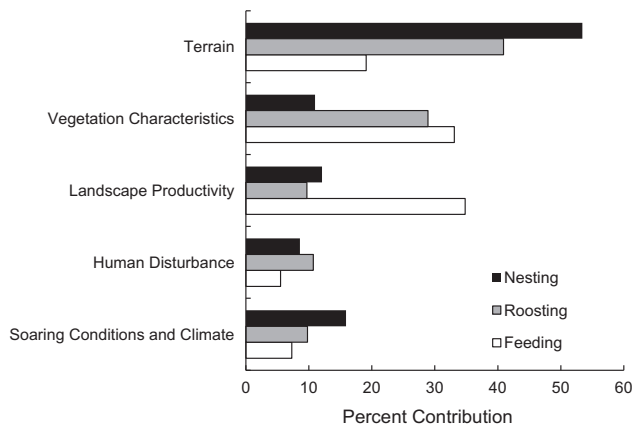 Terrain
Vegetation Characteristics
Landscape Productivity
Human Disturbance
Soaring Conditions and Climate
Nesting
Roosting
Feeding
0 10 20 30 40 50 60
Percent Contribution